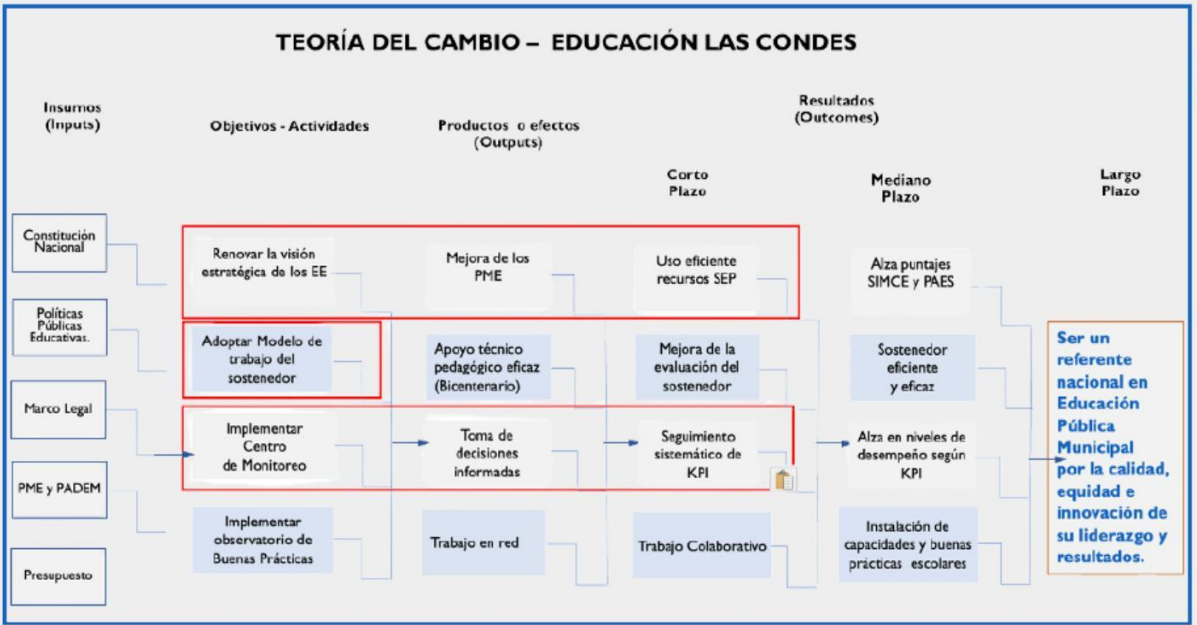 TEORÍA DEL CAMBIO – EDUCACIÓN LAS CONDES
Insumos
(Inputs)
Objetivos - Actividades
Productos o efectos
(Outputs)
Resultados
(Outcomes)
Corto
Plazo
Mediano
Plazo
Largo
Plazo
Constitución
Nacional
Políticas
Públicas
Educativas.
Marco Legal
PME y PADEM
Presupuesto
Renovar la visión
estratégica de los EE
Adoptar Modelo de
trabajo del
sostenedor
Implementar
Centro
de Monitoreo
Implementar
observatorio de
Buenas Prácticas
Mejora de los
PME
Apoyo técnico
pedagógico eficaz
(Bicentenario)
Toma de
decisiones
informadas
Trabajo en red
Uso eficiente
recursos SEP
Mejora de la
evaluación del
sostenedor
Seguimiento
sistemático de
KPI
Trabajo Colaborativo
Alza puntajes
SIMCE y PAES
Sostenedor
eficiente
y eficaz
Alza en niveles de
desempeño según
KPI
Instalación de
capacidades y buenas
prácticas escolares
Ser un
referente
nacional en
Educación
Pública
Municipal
por la calidad,
equidad e
innovación de
su liderazgo y
resultados.